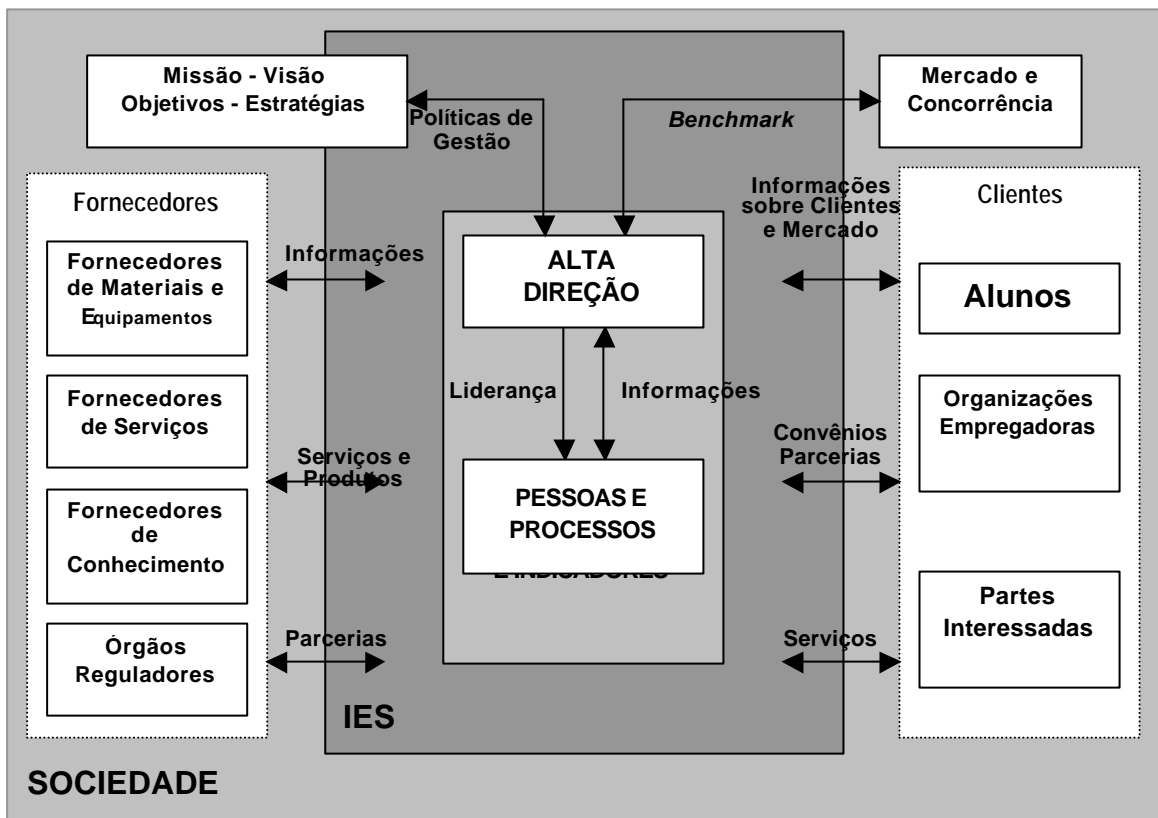 Missão - Visão
Objetivos - Estratégias
Mercado e
Concorrência
Políticas de
Gestão
Benchmark
Fornecedores
Fornecedores
de Materiais e
Equipamentos
Fornecedores
de Serviços
Fornecedores
de
Conhecimento
Órgãos
Reguladores
Informações
Serviços e
Produtos
Parcerias
ALTA
DIREÇÃO
Liderança
Informações
PESSOAS E
PROCESSOS
E INDICADORES
Informações
sobre Clientes
e Mercado
Convênios
Parcerias
Serviços
Clientes
Alunos
Organizações
Empregadoras
Partes
Interessadas
IES
SOCIEDADE